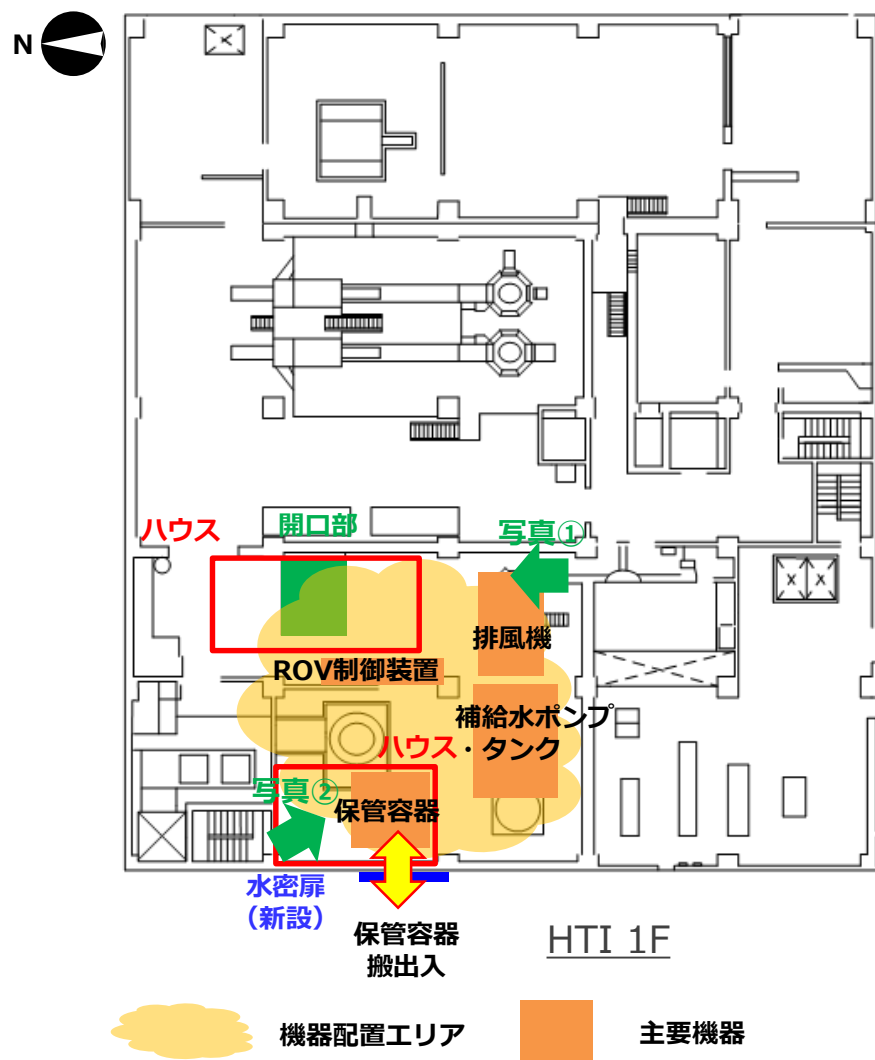 N
ハウス
開口部
写真①
排風機
ROV制御装置
補給水ポンプ
・タンク
ハウス
写真②
保管容器
水密扉
（新設）
保管容器
搬出入
HTI 1F
機器配置エリア
主要機器